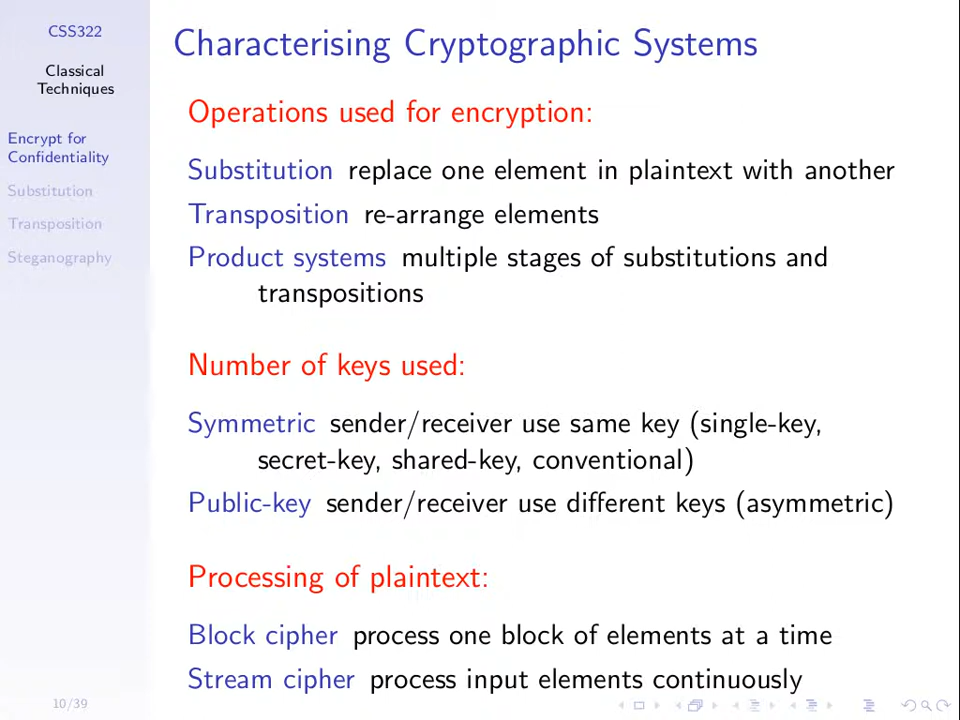 CSS322
Classical
Techniques
Encrypt for
Confidentiality
Substitution
Transposition
Steganography
10/39
Characterising Cryptographic Systems
Operations used for encryption:
Substitution replace one element in plaintext with another
Transposition re-arrange elements
Product systems multiple stages of substitutions and
transpositions
Number of keys used:
Symmetric sender/receiver use same key (single-key,
secret-key, shared-key, conventional)
Public-key sender/receiver use different keys (asymmetric)
Processing of plaintext:
Block cipher process one block of elements at a time
Stream cipher process input elements continuously